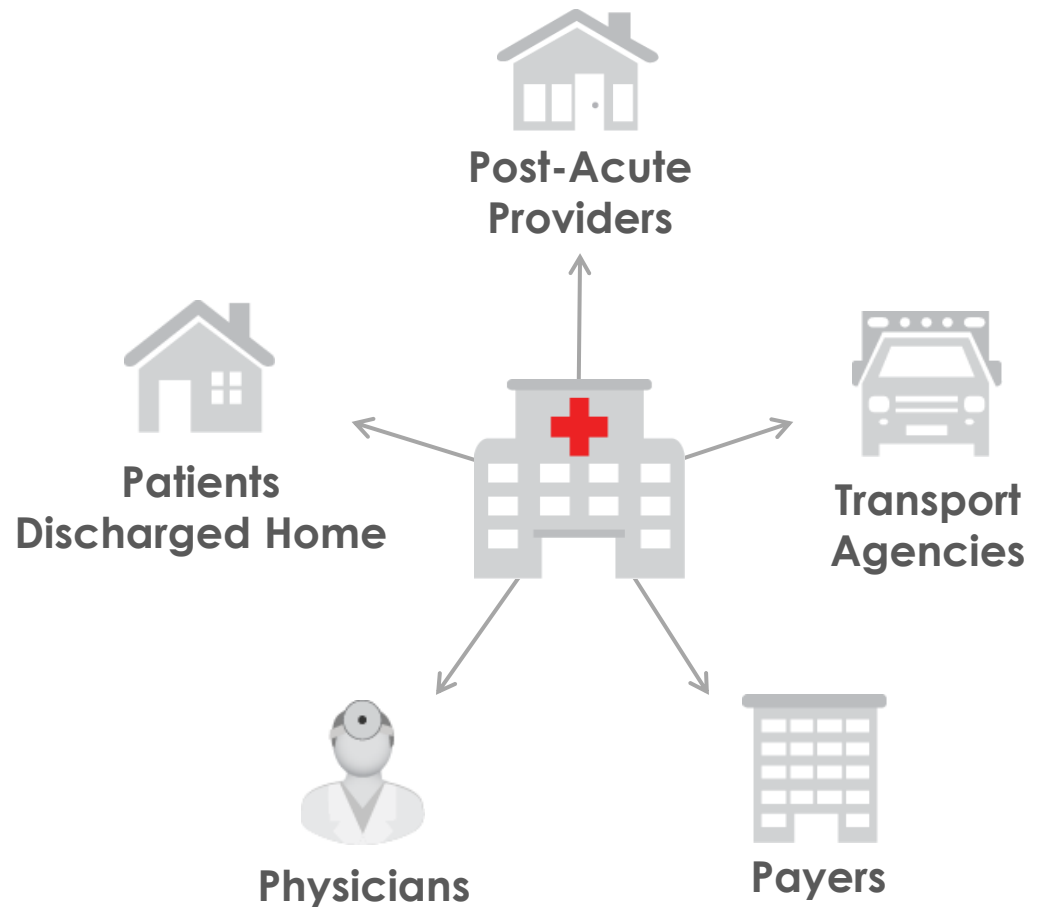 Post-Acute
Providers
Patients
Discharged Home
Transport
Agencies
Physicians
Payers